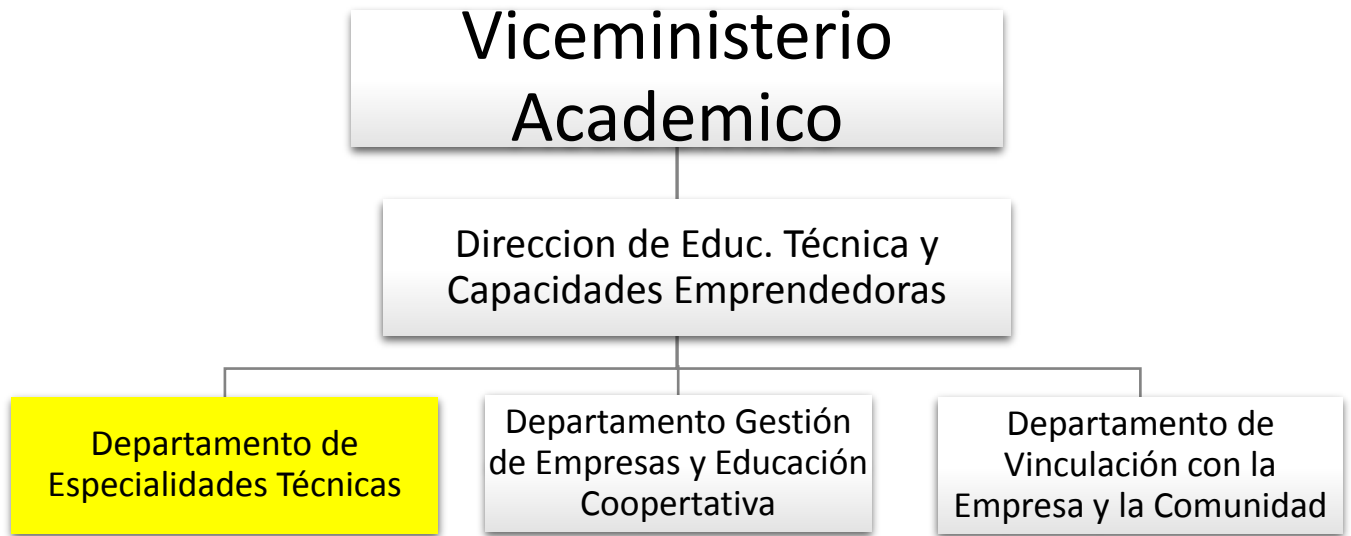 Viceministerio
Academico
Direccion de Educ. Técnica y
Capacidades Emprendedoras
Departamento de
Especialidades Técnicas
Departamento Gestión
de Empresas y Educación
Coopertativa
Departamento de
Vinculación con la
Empresa y la Comunidad